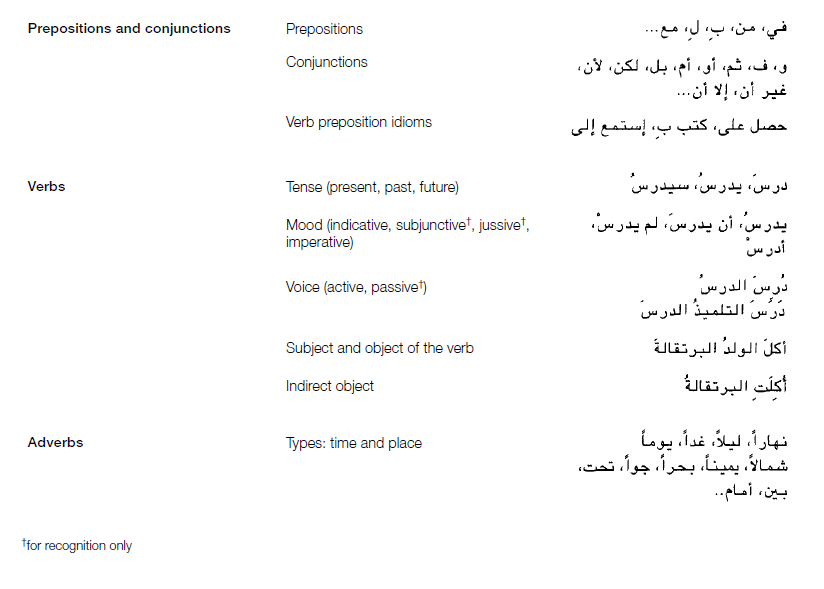 Prepositions and conjunctions
Prepositions
في، من، بِ، لِ، مع...
Conjunctions
و، ف، ثم، أو، أم، بل، لكن، لأن،
غير أن، إلا أن...
Verb preposition idioms
حصل على، كتب بِ، إستمع إلى
Verbs
Tense (present, past, future)
درسَ، يدرسُ، سيدرسُ
Mood (indicative, subjunctive†, jussive†,
imperative)
يدرسُ، أن يدرسَ، لم يدرسْ،
أدرسْ
Voice (active, passive†)
دُرِسَ الدرسُ
دَرَسَ التلميذُ الدرسَ
Subject and object of the verb
أكلَ الولدُ البرتقالةَ
Indirect object
أُكِلَتِ البرتقالةُ
Adverbs
Types: time and place
نهاراً، ليلاً، غداً، يوماً
شمالاً، يميناً، بحراً، جواً، تحت،
بين، أمام..
†for recognition only